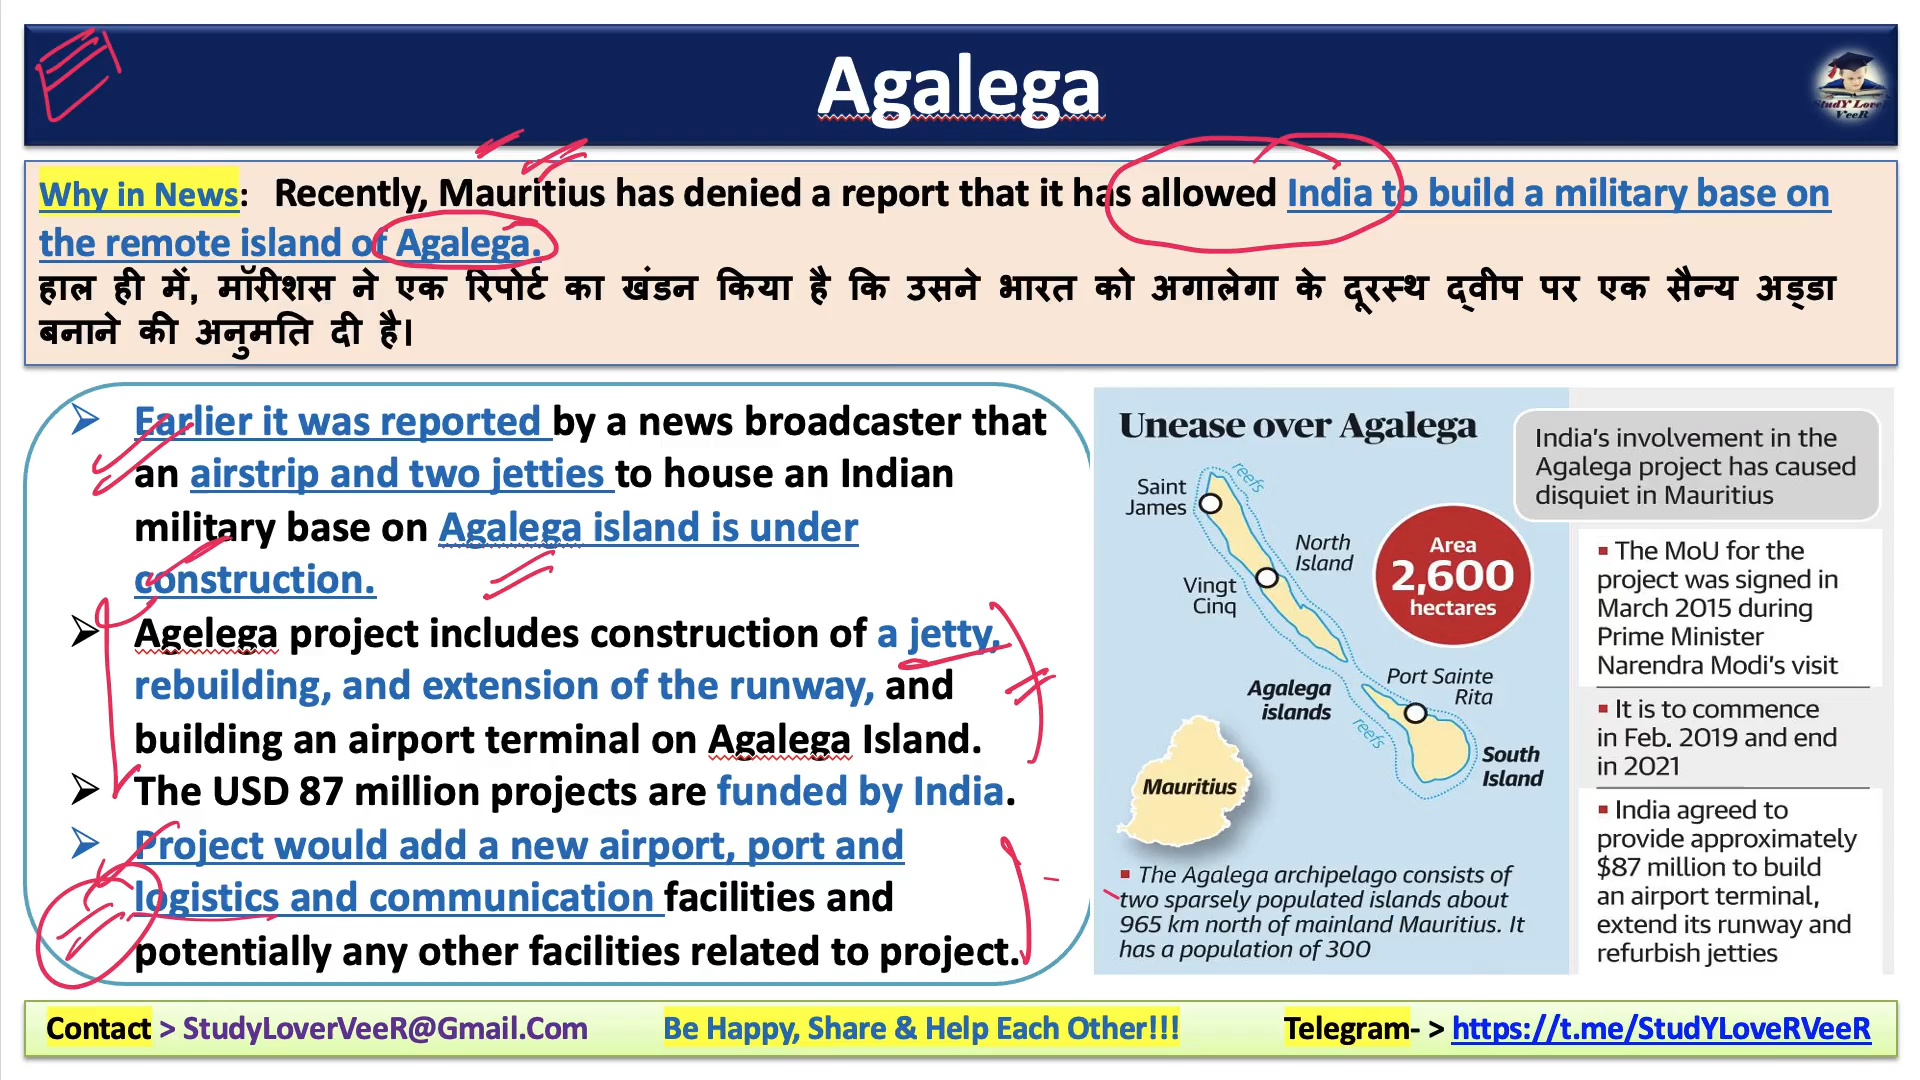 Agalega
StudY LoveR
VeeR
Why in News: Recently, Mauritius has denied a report that it has allowed India to build a military base on
the remote island of Agalega.
हाल ही में, मॉरीशस ने एक रिपोर्ट का खंडन किया है कि उसने भारत को अगालेगा के दूरस्थ द्वीप पर एक सैन्य अड्डा
बनाने की अनुमति दी है।
Earlier it was reported by a news broadcaster that
an airstrip and two jetties to house an Indian
military base on Agalega island is under
construction.
Agelega project includes construction of a jetty,
rebuilding, and extension of the runway, and
building an airport terminal on Agalega Island.
The USD 87 million projects are funded by India.
Project would add a new airport, port and
logistics and communication facilities and
potentially any other facilities related to project.
Unease over Agalega
Saint
James
reefs
North
Island
Vingt
Cinq
Area
2,600
hectares
Port Sainte
Rita
Agalega
islands
reefs
South
Island
Mauritius
The Agalega archipelago consists of
two sparsely populated islands about
965 km north of mainland Mauritius. It
has a population of 300
India's involvement in the
Agalega project has caused
disquiet in Mauritius
The MoU for the
project was signed in
March 2015 during
Prime Minister
Narendra Modi's visit
It is to commence
in Feb. 2019 and end
in 2021
India agreed to
provide approximately
$87 million to build
an airport terminal,
extend its runway and
refurbish jetties
Contact > StudyLoverVeeR@Gmail.Com Be Happy, Share & Help Each Other!!! Telegram- > https://t.me/StudYLoveRVeeR